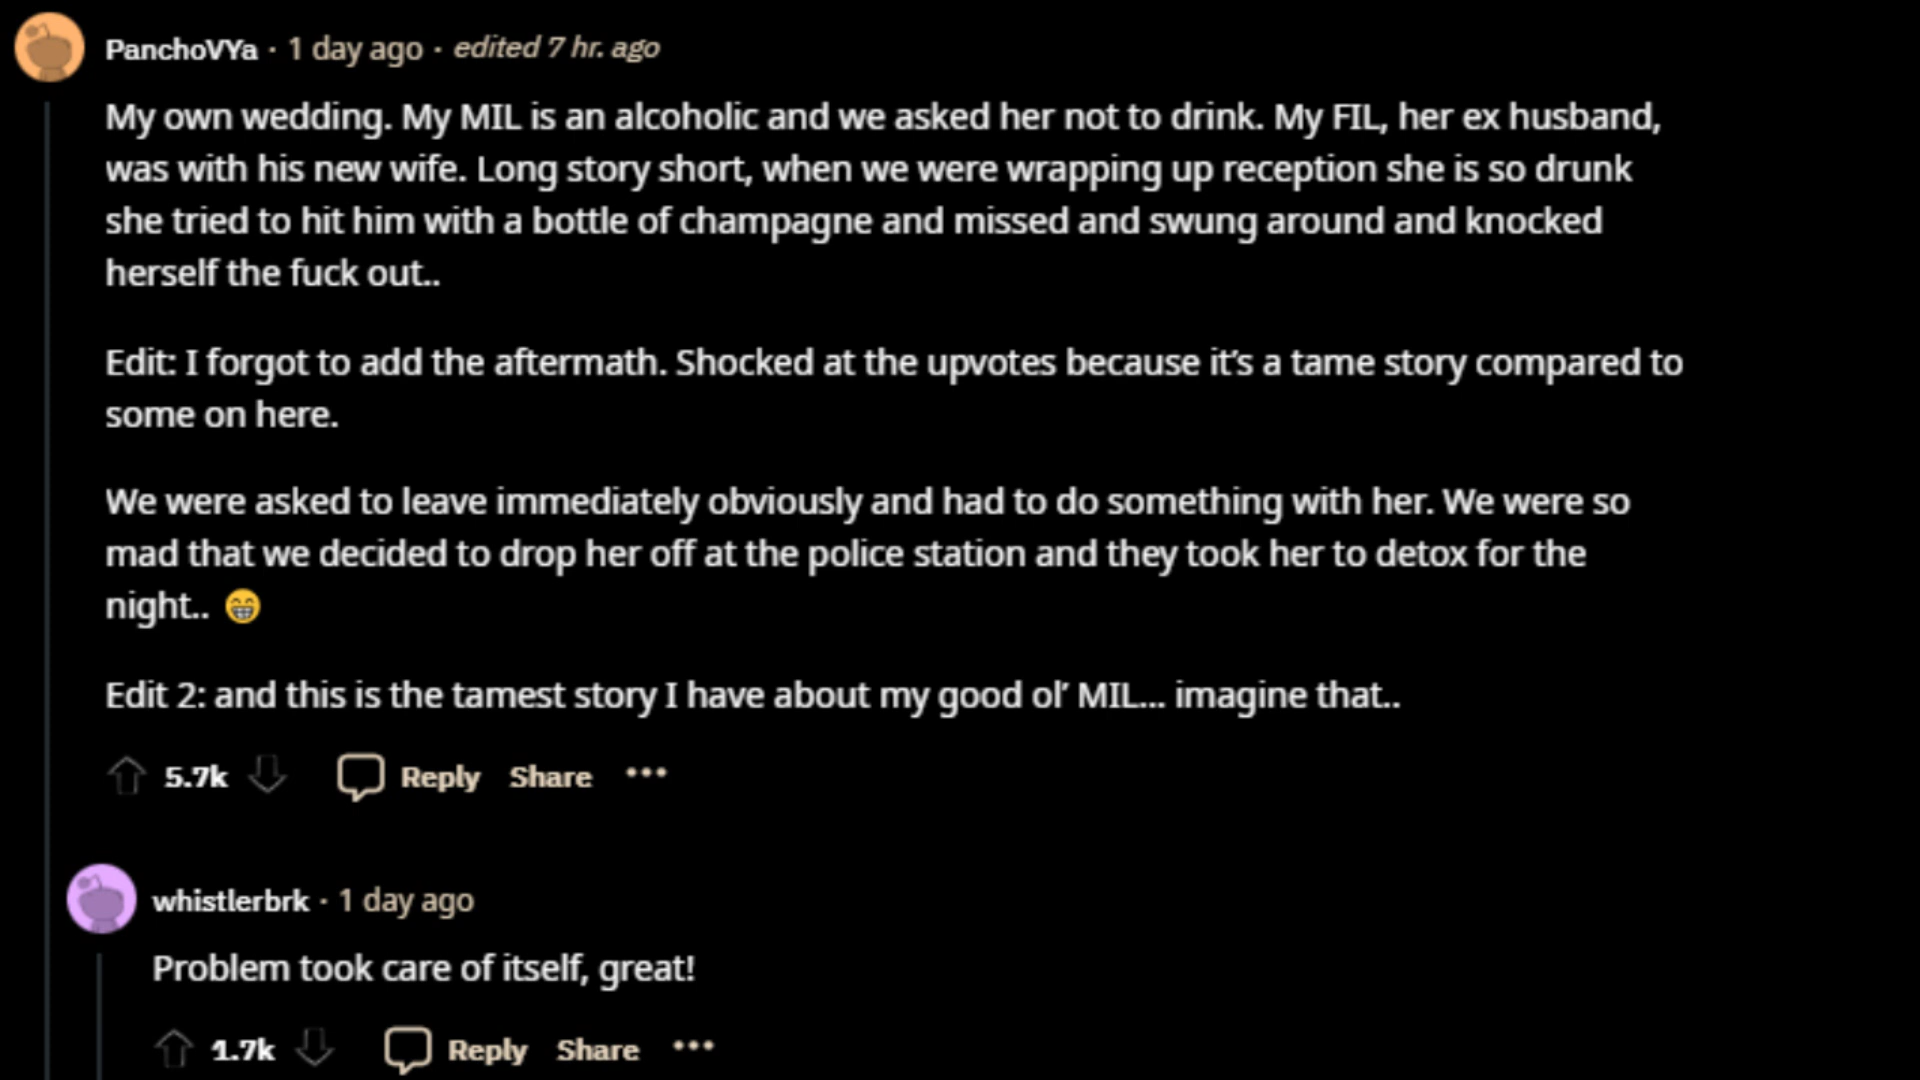 PanchoVYa · 1 day ago · edited 7 hr. ago
My own wedding. My MIL is an alcoholic and we asked her not to drink. My FIL, her ex husband,
was with his new wife. Long story short, when we were wrapping up reception she is so drunk
she tried to hit him with a bottle of champagne and missed and swung around and knocked
herself the fuck out..
Edit: I forgot to add the aftermath. Shocked at the upvotes because it’s a tame story compared to
some on here.
We were asked to leave immediately obviously and had to do something with her. We were so
mad that we decided to drop her off at the police station and they took her to detox for the
night.. 😁
Edit 2: and this is the tamest story I have about my good ol’ MIL... imagine that..
5.7k Reply Share ···
whistlerbrk · 1 day ago
Problem took care of itself, great!
1.7k Reply Share ···